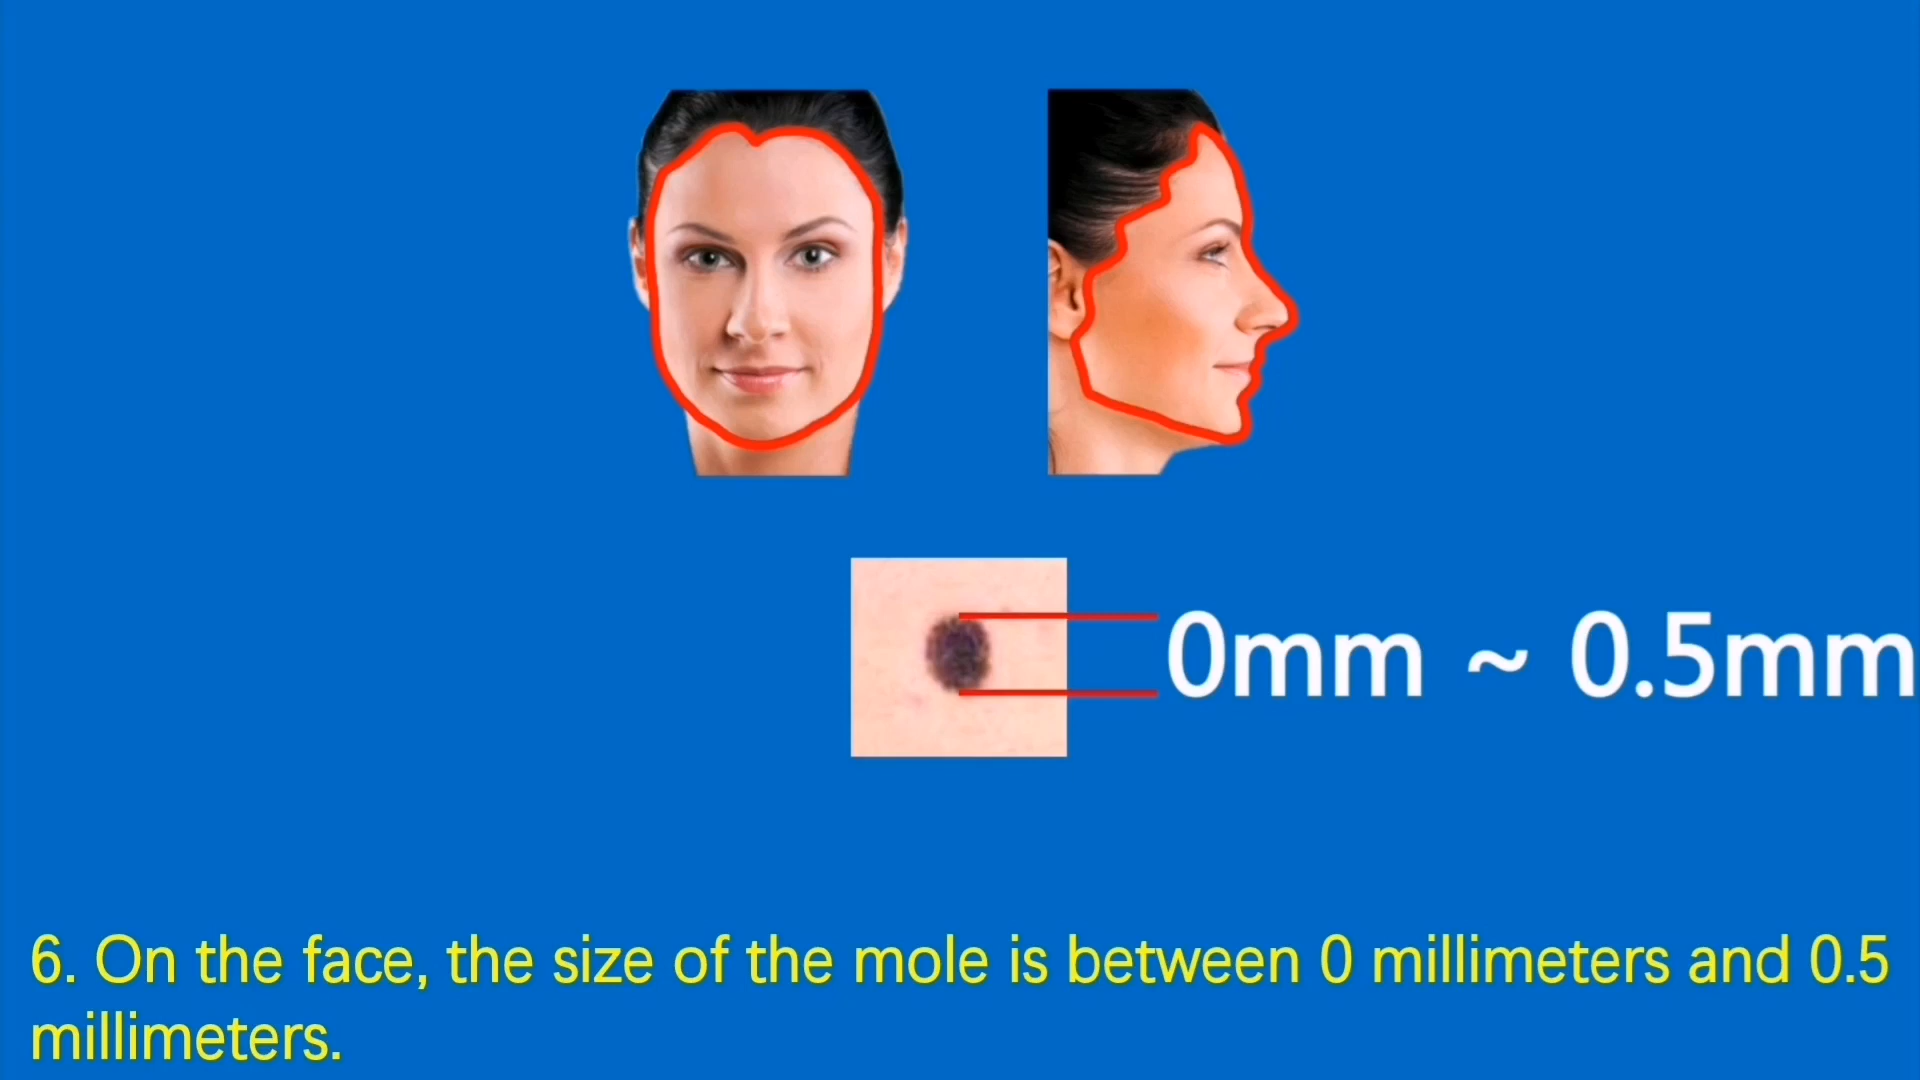 0mm ~ 0.5mm
6. On the face, the size of the mole is between 0 millimeters and 0.5
millimeters.